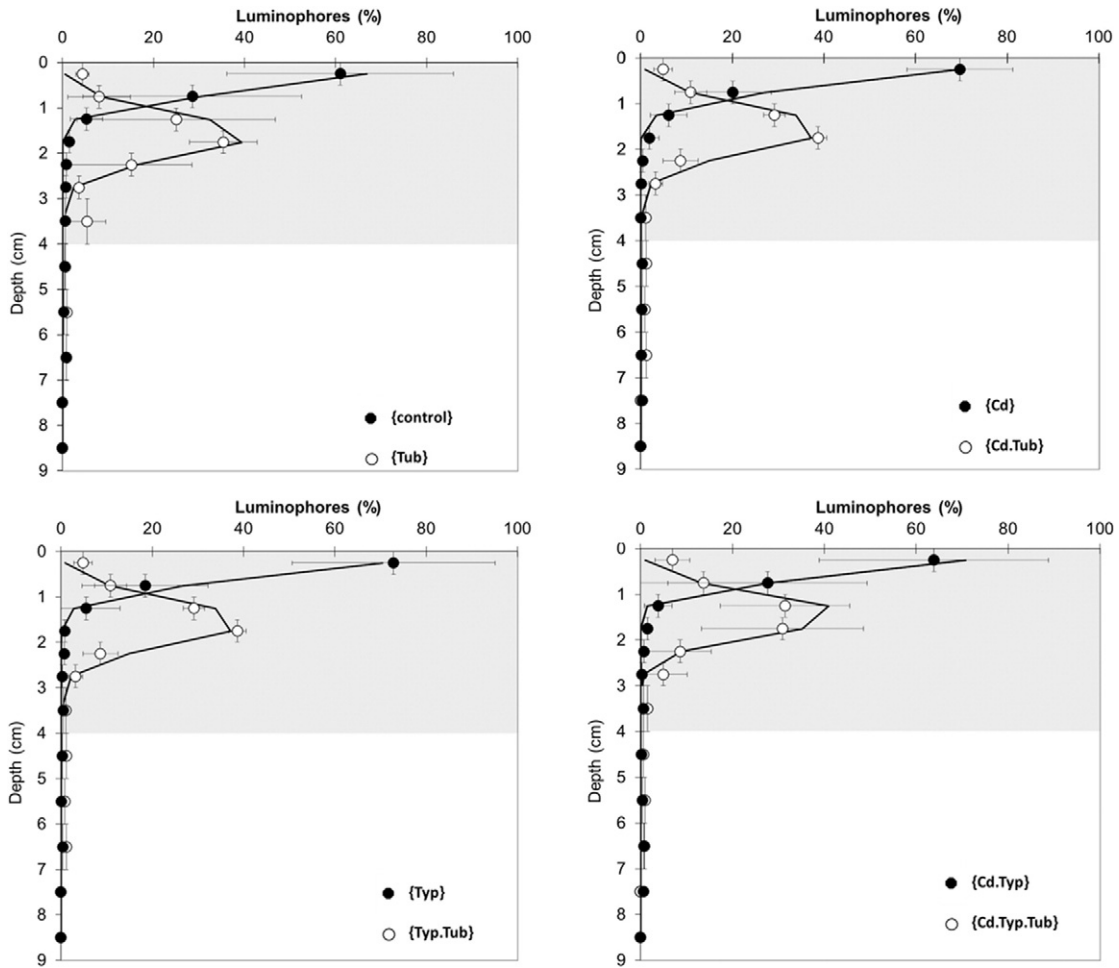 Luminophores (%)
0 20 40 60 80 100
0
1
2
3
4
5
6
7
8
9
Depth (cm)
{control}
{Tub}
Luminophores (%)
0 20 40 60 80 100
0
1
2
3
4
5
6
7
8
9
Depth (cm)
{Cd}
{Cd.Tub}
Luminophores (%)
0 20 40 60 80 100
0
1
2
3
4
5
6
7
8
9
Depth (cm)
{Typ}
{Typ.Tub}
Luminophores (%)
0 20 40 60 80 100
0
1
2
3
4
5
6
7
8
9
Depth (cm)
{Cd.Typ}
{Cd.Typ.Tub}